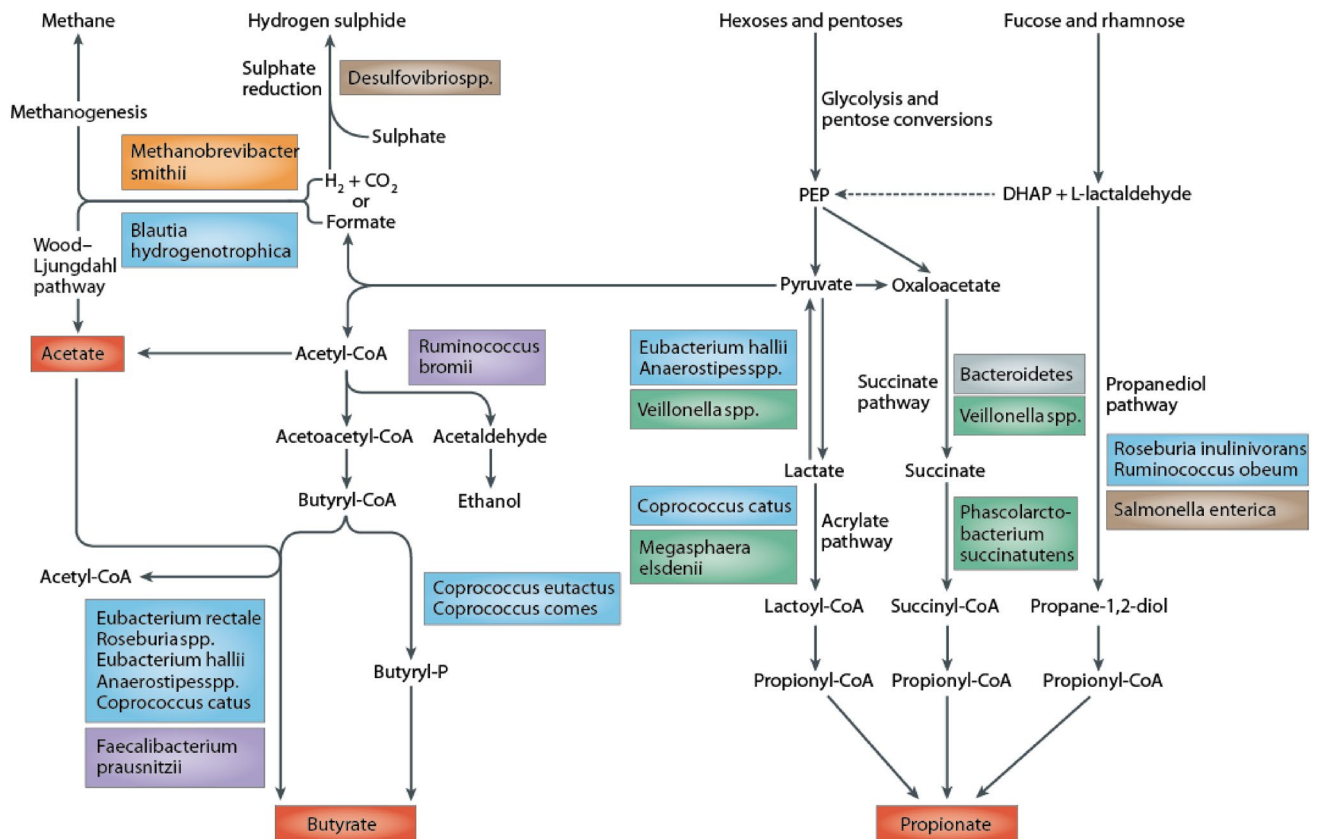 Methane
Hydrogen sulphide
Hexoses and pentoses
Fucose and rhamnose
Sulphate
reduction
Desulfovibriospp.
Methanogenesis
Sulphate
Glycolysis and
pentose conversions
Methanobrevibacter
smithii
H2 + CO2
or
Formate
PEP
DHAP + L-lactaldehyde
Blautia
hydrogenotrophica
Wood–
Ljungdahl
pathway
Pyruvate
Oxaloacetate
Acetate
Acetyl-CoA
Ruminococcus
bromii
Eubacterium hallii
Anaerostipesspp.
Veillonella spp.
Succinate
pathway
Bacteroidetes
Veillonella spp.
Propanediol
pathway
Acetoacetyl-CoA
Acetaldehyde
Lactate
Succinate
Roseburia inulinivorans
Ruminococcus obeum
Salmonella enterica
Butyryl-CoA
Ethanol
Coprococcus catus
Megasphaera
elsdenii
Acrylate
pathway
Phascolarcto-
bacterium
succinatutens
Acetyl-CoA
Coprococcus eutactus
Coprococcus comes
Lactoyl-CoA
Succinyl-CoA
Propane-1,2-diol
Eubacterium rectale
Roseburia spp.
Eubacterium hallii
Anaerostipesspp.
Coprococcus catus
Faecalibacterium
prausnitzii
Butyryl-P
Propionyl-CoA
Propionyl-CoA
Propionyl-CoA
Butyrate
Propionate